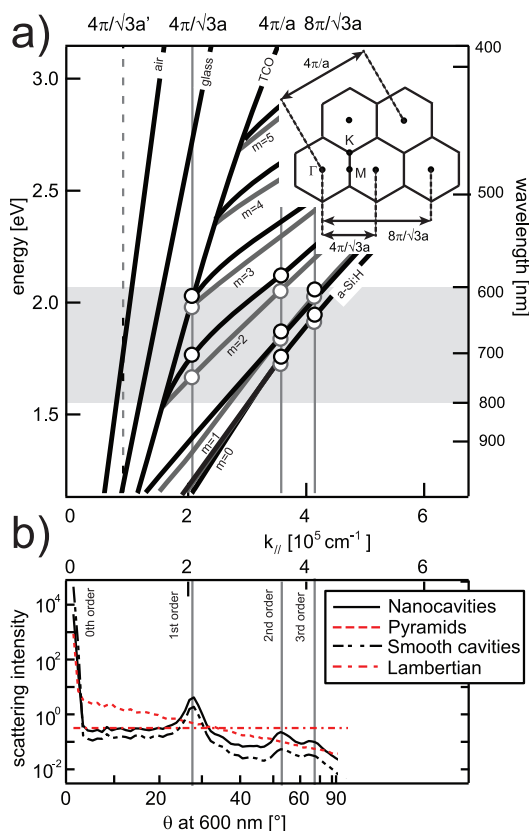 a)
4π/√3a' 4π/√3a 4π/a 8π/√3a
air
glass
TCO
m=5
m=4
m=3
m=2
m=1
m=0
a-Si:H
4π/a
K
Γ
M
4π/√3a
8π/√3a
energy [eV]
3.0
2.5
2.0
1.5
wavelength [nm]
400
500
600
700
800
900
0 2 4 6
k// [10⁵ cm⁻¹]
b)
0 2 4 6
scattering intensity
10⁴
10²
10⁰
10⁻²
0th order
1st order
2nd order
3rd order
Nanocavities
Pyramids
Smooth cavities
Lambertian
0 20 40 60 90
θ at 600 nm [°]